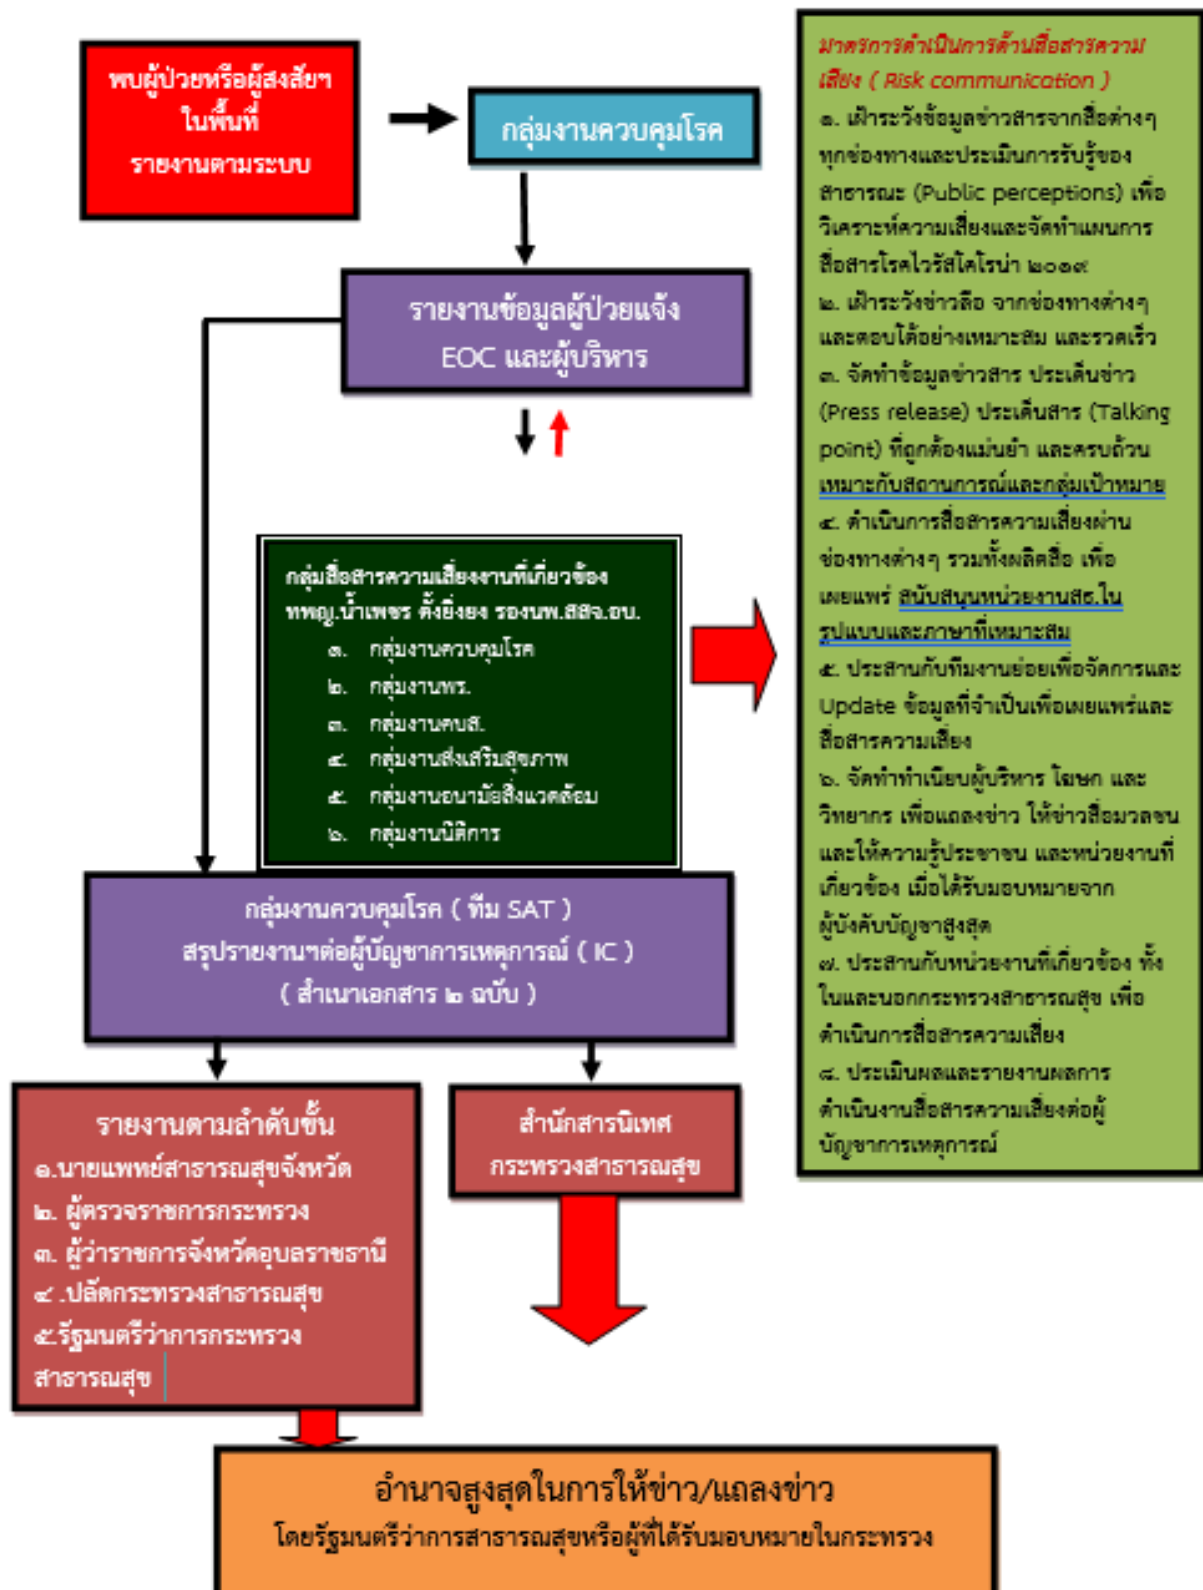 พบผู้ป่วยหรือผู้สงสัยฯ
ในพื้นที่
รายงานตามระบบ
กลุ่มงานควบคุมโรค
รายงานข้อมูลผู้ป่วยแจ้ง
EOC และผู้บริหาร
กลุ่มสื่อสารความเสี่ยงงานที่เกี่ยวข้อง
ทพญ.น้ำเพชร ตั้งยิ่งยง รองนพ.สสจ.อบ.
๑. กลุ่มงานควบคุมโรค
๒. กลุ่มงานพร.
๓. กลุ่มงานคบส.
๔. กลุ่มงานส่งเสริมสุขภาพ
๕. กลุ่มงานอนามัยสิ่งแวดล้อม
๖. กลุ่มงานนิติการ
กลุ่มงานควบคุมโรค ( ทีม SAT )
สรุปรายงานฯต่อผู้บัญชาการเหตุการณ์ ( IC )
( สำเนาเอกสาร ๒ ฉบับ )
รายงานตามลำดับชั้น
๑.นายแพทย์สาธารณสุขจังหวัด
๒. ผู้ตรวจราชการกระทรวง
๓. ผู้ว่าราชการจังหวัดอุบลราชธานี
๔ .ปลัดกระทรวงสาธารณสุข
๕.รัฐมนตรีว่าการกระทรวง
สาธารณสุข
สำนักสารนิเทศ
กระทรวงสาธารณสุข
อำนาจสูงสุดในการให้ข่าว/แถลงข่าว
โดยรัฐมนตรีว่าการสาธารณสุขหรือผู้ที่ได้รับมอบหมายในกระทรวง
มาตรการดำเนินการด้านสื่อสารความ
เสี่ยง ( Risk communication )
๑. เฝ้าระวังข้อมูลข่าวสารจากสื่อต่างๆ
ทุกช่องทางและประเมินการรับรู้ของ
สาธารณะ (Public perceptions) เพื่อ
วิเคราะห์ความเสี่ยงและจัดทำแผนการ
สื่อสารโรคไวรัสโคโรน่า ๒๐๑๙
๒. เฝ้าระวังข่าวลือ จากช่องทางต่างๆ
และตอบโต้อย่างเหมาะสม และรวดเร็ว
๓. จัดทำข้อมูลข่าวสาร ประเด็นข่าว
(Press release) ประเด็นสาร (Talking
point) ที่ถูกต้องแม่นยำ และครบถ้วน
เหมาะกับสถานการณ์และกลุ่มเป้าหมาย
๔. ดำเนินการสื่อสารความเสี่ยงผ่าน
ช่องทางต่างๆ รวมทั้งผลิตสื่อ เพื่อ
เผยแพร่ สนับสนุนหน่วยงานสธ.ใน
รูปแบบและภาษาที่เหมาะสม
๕. ประสานกับทีมงานย่อยเพื่อจัดการและ
Update ข้อมูลที่จำเป็นเพื่อเผยแพร่และ
สื่อสารความเสี่ยง
๖. จัดทำทำเนียบผู้บริหาร โฆษก และ
วิทยากร เพื่อแถลงข่าว ให้ข่าวสื่อมวลชน
และให้ความรู้ประชาชน และหน่วยงานที่
เกี่ยวข้อง เมื่อได้รับมอบหมายจาก
ผู้บังคับบัญชาสูงสุด
๗. ประสานกับหน่วยงานที่เกี่ยวข้อง ทั้ง
ในและนอกกระทรวงสาธารณสุข เพื่อ
ดำเนินการสื่อสารความเสี่ยง
๘. ประเมินผลและรายงานผลการ
ดำเนินงานสื่อสารความเสี่ยงต่อผู้
บัญชาการเหตุการณ์